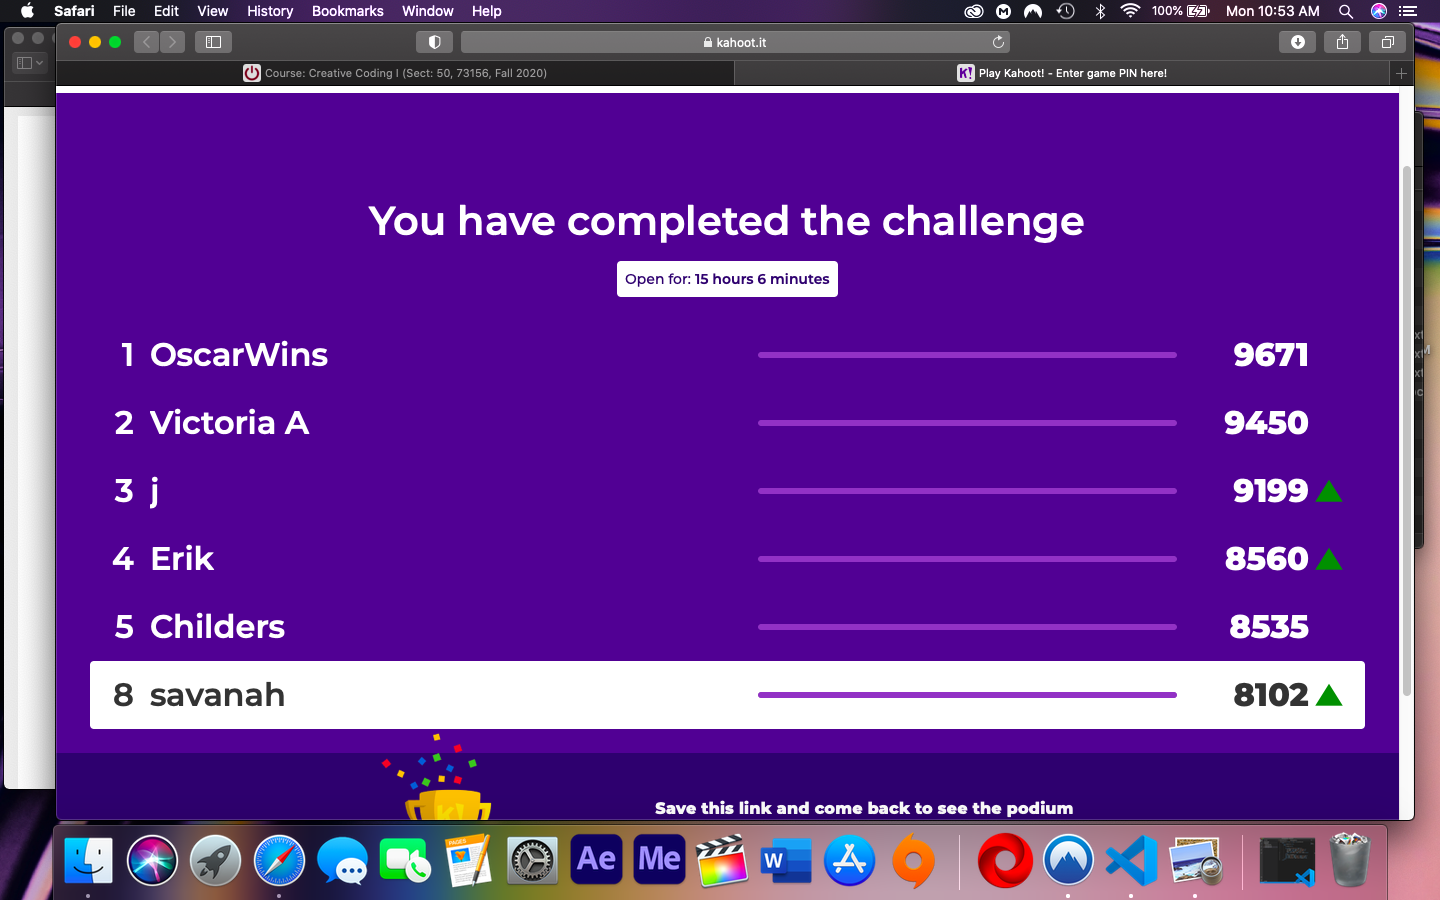 Safari File Edit View History Bookmarks Window Help 100% Mon 10:53 AM
kahoot.it
Course: Creative Coding I (Sect: 50, 73156, Fall 2020)
K! Play Kahoot! - Enter game PIN here!
You have completed the challenge
Open for: 15 hours 6 minutes
1 OscarWins 9671
2 Victoria A 9450
3 j 9199
4 Erik 8560
5 Childers 8535
8 savanah 8102
K!
Save this link and come back to see the podium
PAGES
Ae Me W